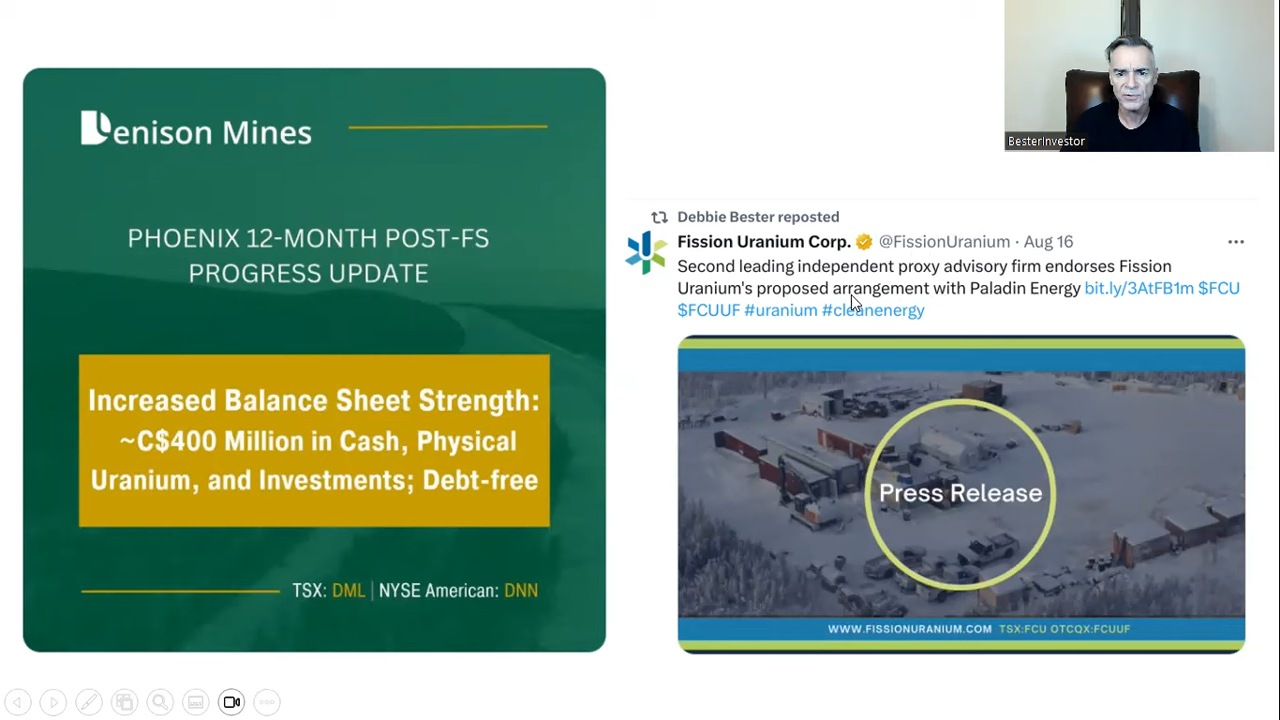 Denison Mines
PHOENIX 12-MONTH POST-FS
PROGRESS UPDATE
Increased Balance Sheet Strength:
~C$400 Million in Cash, Physical
Uranium, and Investments; Debt-free
TSX: DML | NYSE American: DNN
BesterInvestor
Debbie Bester reposted
Fission Uranium Corp. @FissionUranium · Aug 16
Second leading independent proxy advisory firm endorses Fission
Uranium's proposed arrangement with Paladin Energy bit.ly/3AtFB1m $FCU
$FCUUF #uranium #cleanenergy
Press Release
WWW.FISSIONURANIUM.COM TSX:FCU OTCQX:FCUUF